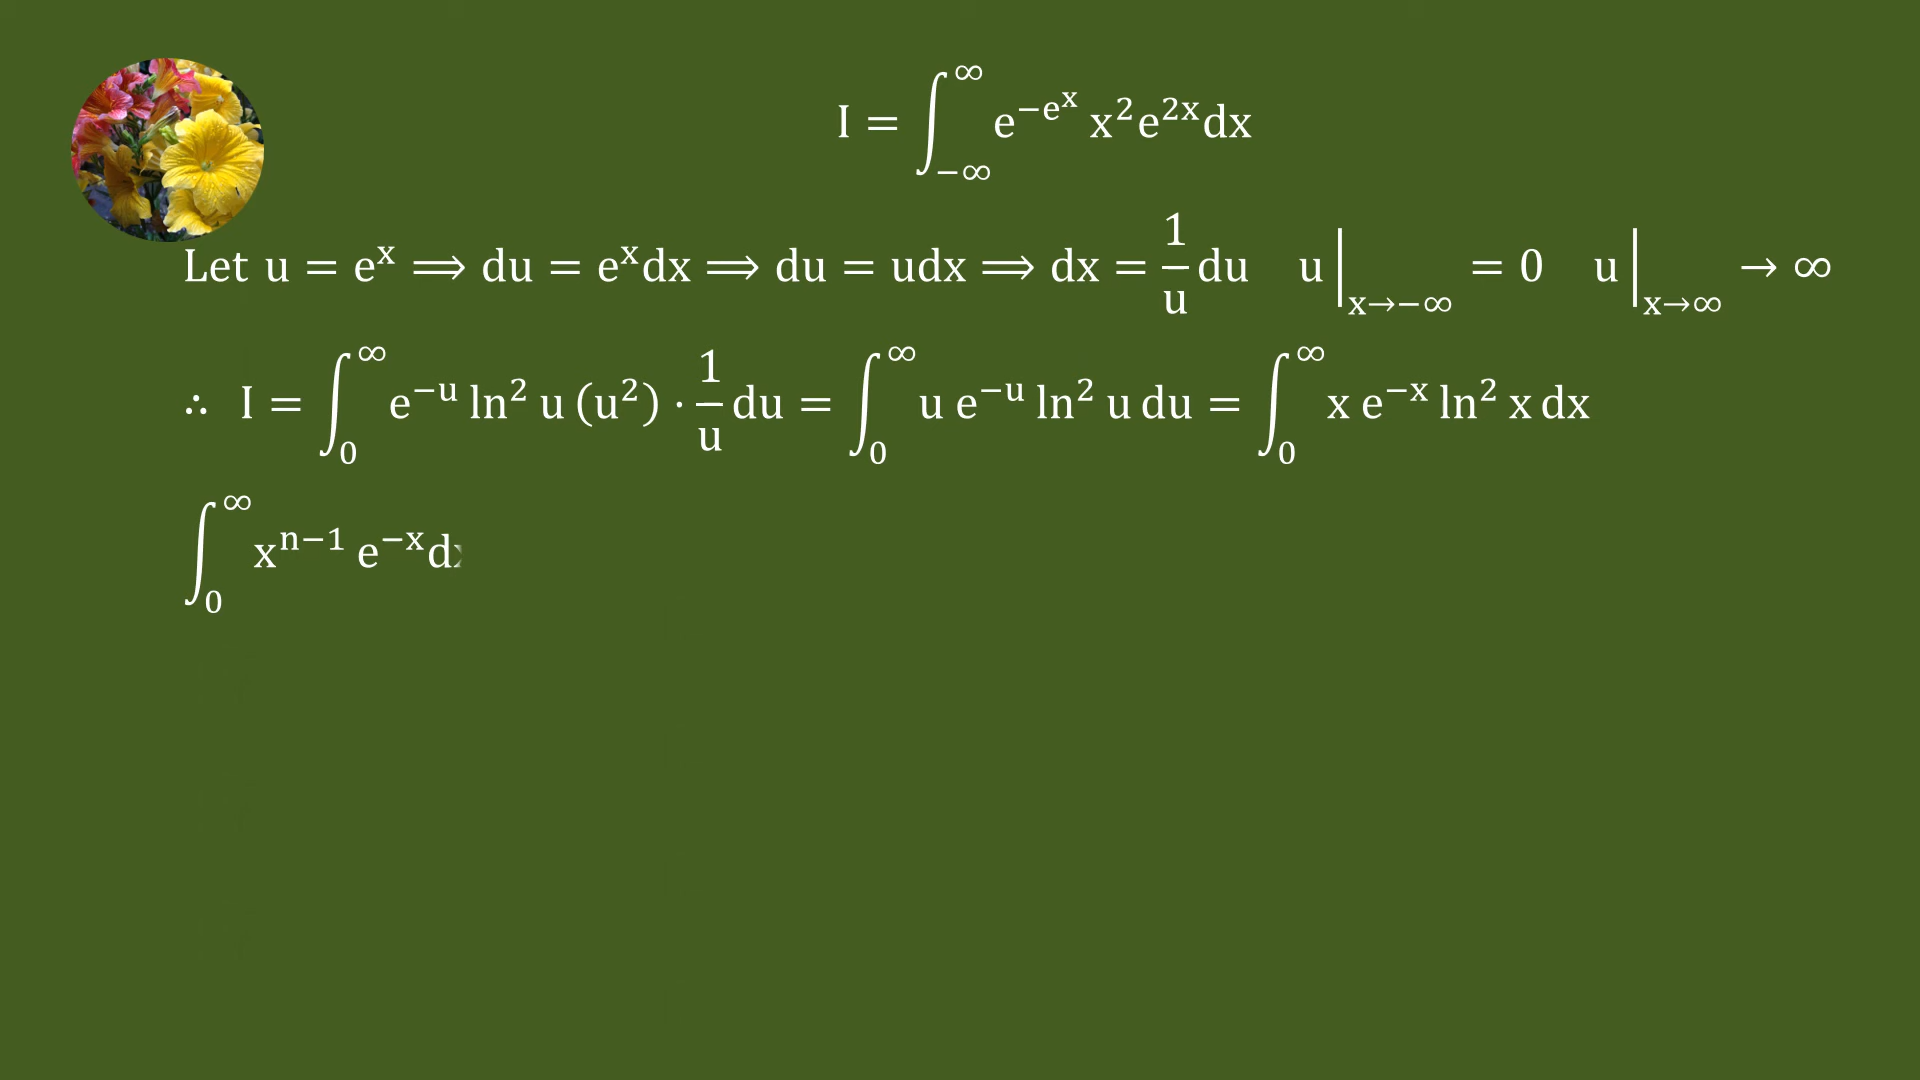 I = ∫_{−∞}^{∞} e^{−e^x} x² e^{2x} dx
Let u = e^x ⟹ du = e^x dx ⟹ du = udx ⟹ dx = 1/u du u|_{x→−∞} = 0 u|_{x→∞} → ∞
∴ I = ∫_0^∞ e^{−u} ln² u (u²) · 1/u du = ∫_0^∞ u e^{−u} ln² u du = ∫_0^∞ x e^{−x} ln² x dx
∫_0^∞ x^{n−1} e^{−x} d